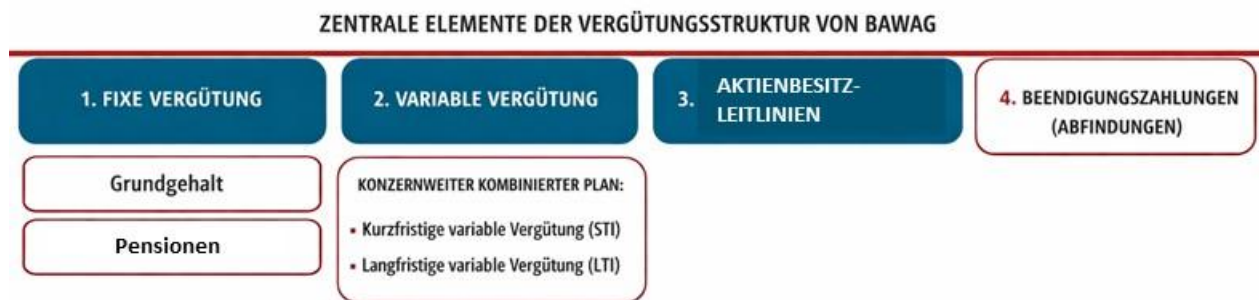 ZENTRALE ELEMENTE DER VERGÜTUNGSSTRUKTUR VON BAWAG
1. FIXE VERGÜTUNG
2. VARIABLE VERGÜTUNG
3. AKTIENBESITZ-
LEITLINIEN
4. BEENDIGUNGSZAHLUNGEN
(ABFINDUNGEN)
Grundgehalt
Pensionen
KONZERNWEITER KOMBINIERTER PLAN:
• Kurzfristige variable Vergütung (STI)
• Langfristige variable Vergütung (LTI)